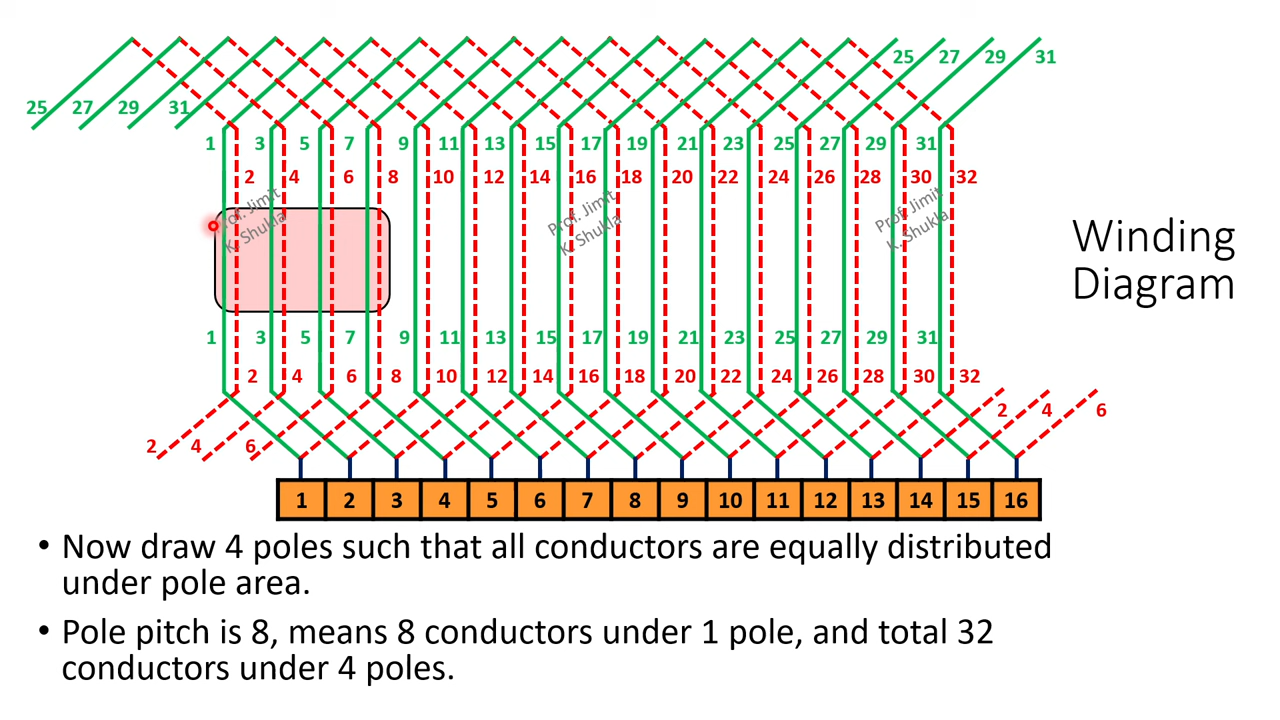 25 27 29 31
25 27 29 31
1 3 5 7 9 11 13 15 17 19 21 23 25 27 29 31
2 4 6 8 10 12 14 16 18 20 22 24 26 28 30 32
Prof. Jimit
K. Shukla
Prof. Jimit
K. Shukla
Prof. Jimit
K. Shukla
Winding
Diagram
1 3 5 7 9 11 13 15 17 19 21 23 25 27 29 31
2 4 6 8 10 12 14 16 18 20 22 24 26 28 30 32
2 4 6
2 4 6
1 2 3 4 5 6 7 8 9 10 11 12 13 14 15 16
• Now draw 4 poles such that all conductors are equally distributed
under pole area.
• Pole pitch is 8, means 8 conductors under 1 pole, and total 32
conductors under 4 poles.